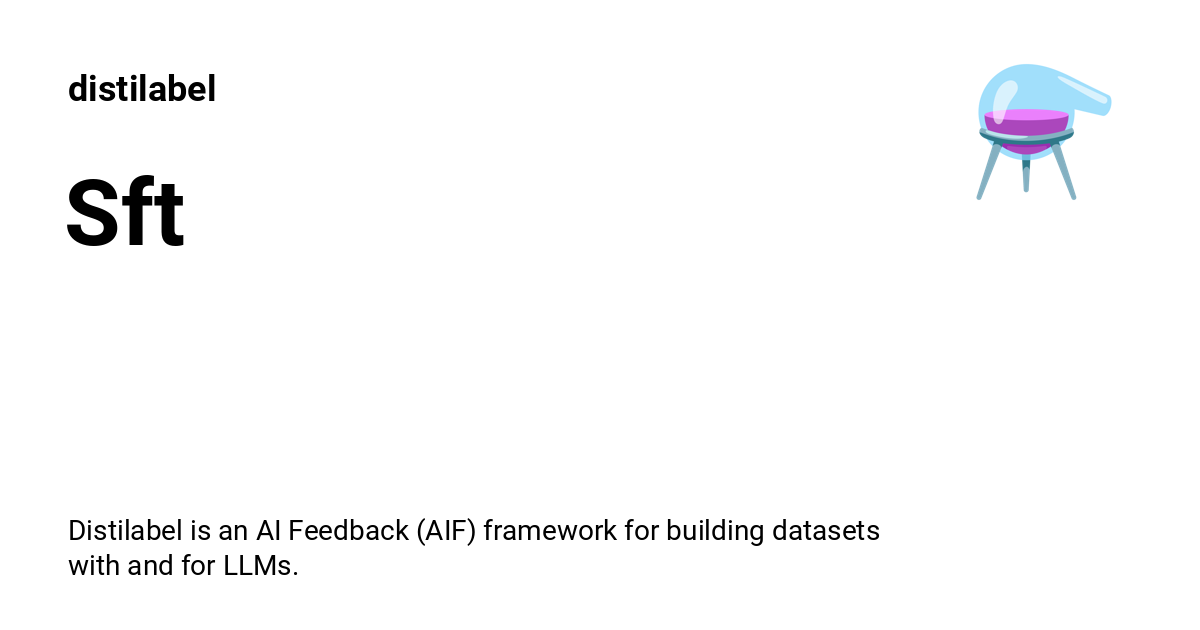 distilabel
Sft
Distilabel is an AI Feedback (AIF) framework for building datasets
with and for LLMs.